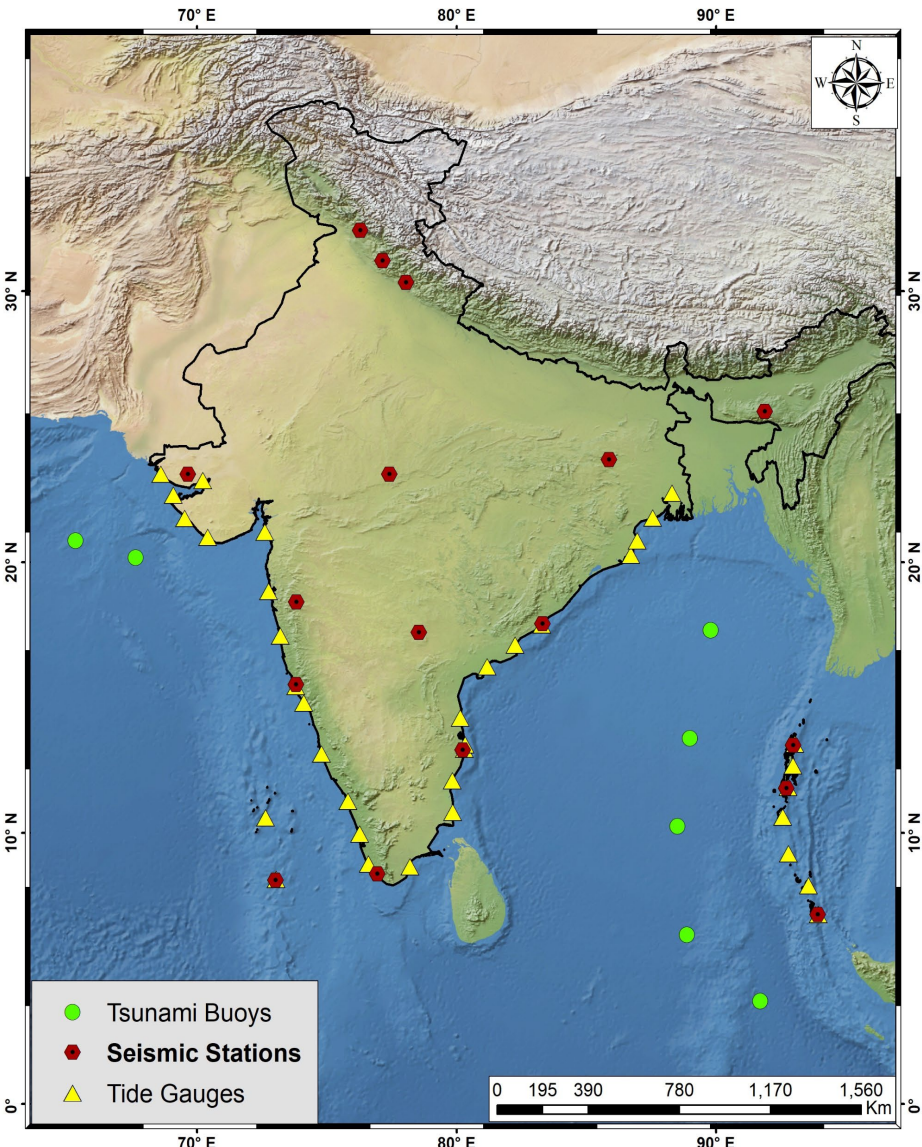 70° E 80° E 90° E
N
W E
S
30° N 30° N
20° N 20° N
10° N 10° N
0° 0°
Tsunami Buoys
Seismic Stations
Tide Gauges
0 195 390 780 1,170 1,560
Km
70° E 80° E 90° E